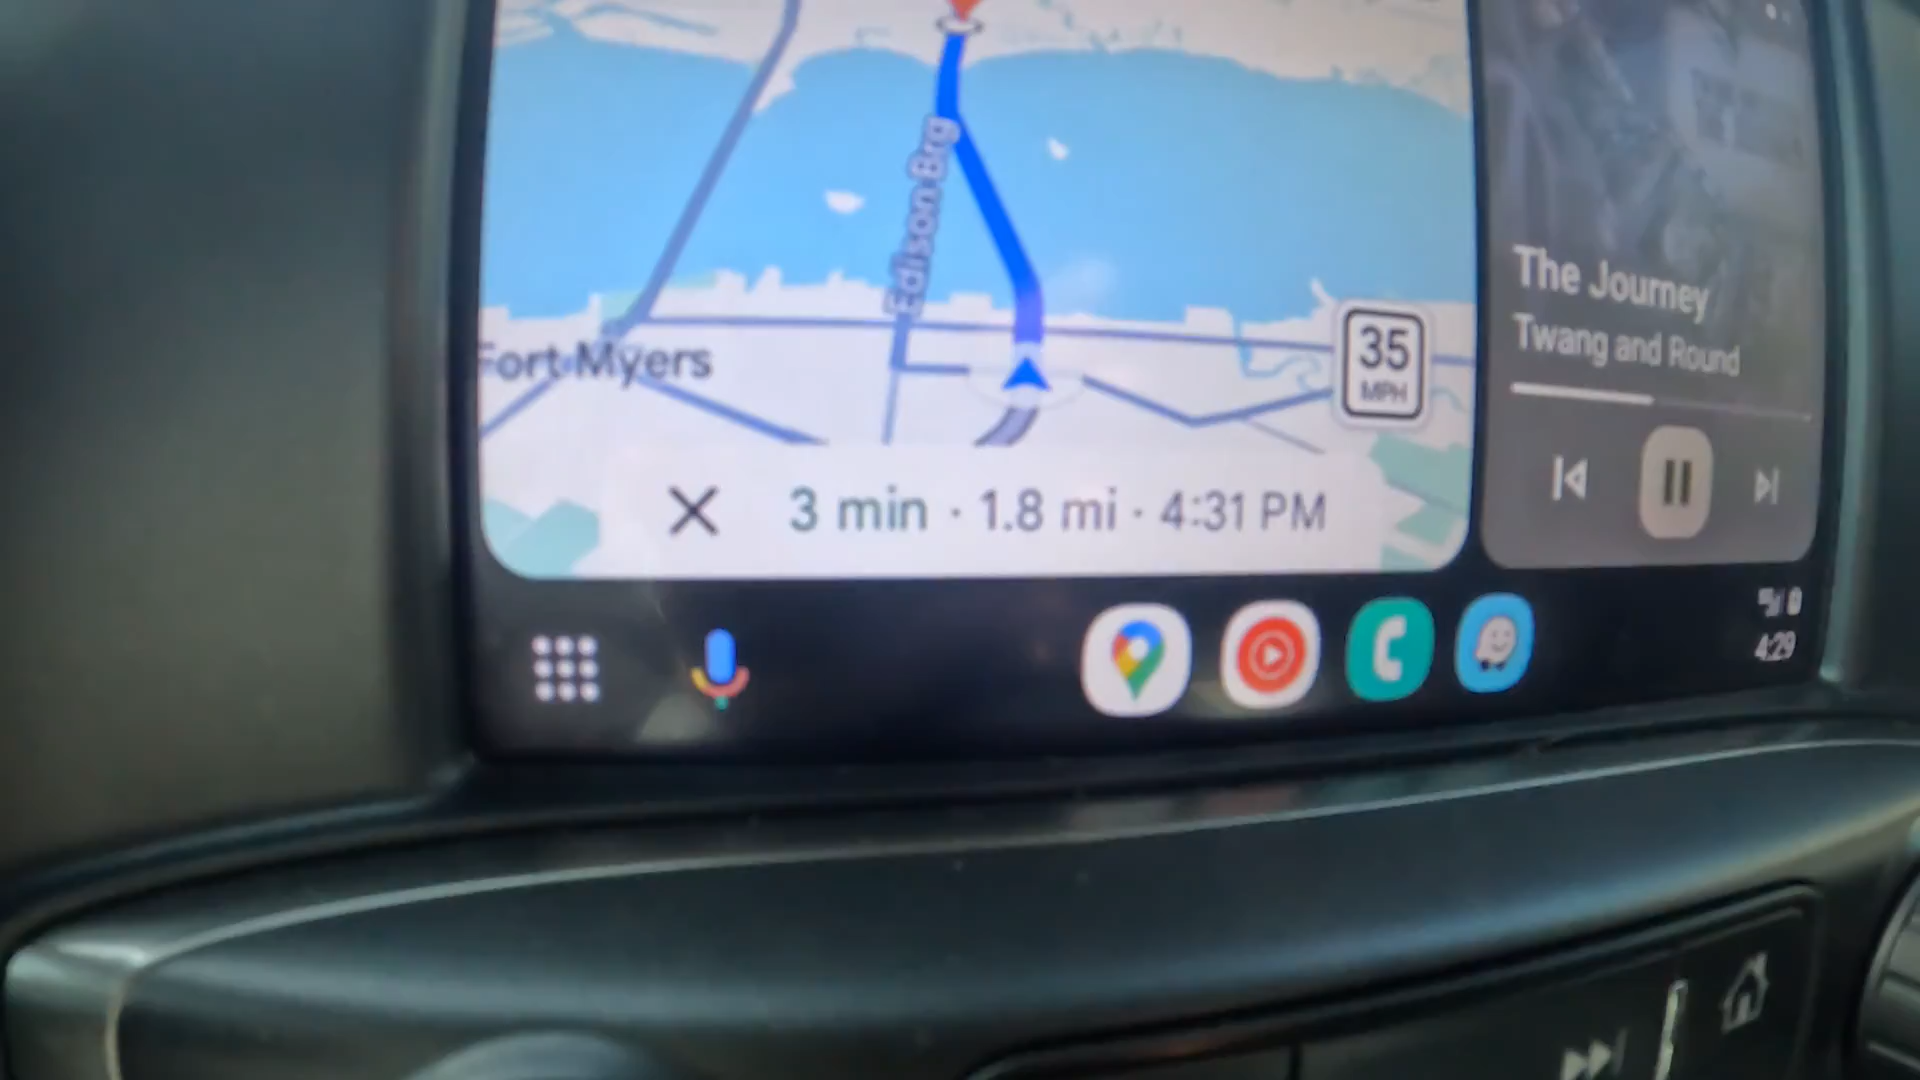 Edison Brg
Fort Myers
35
MPH
3 min · 1.8 mi · 4:31 PM
The Journey
Twang and Round
4:29